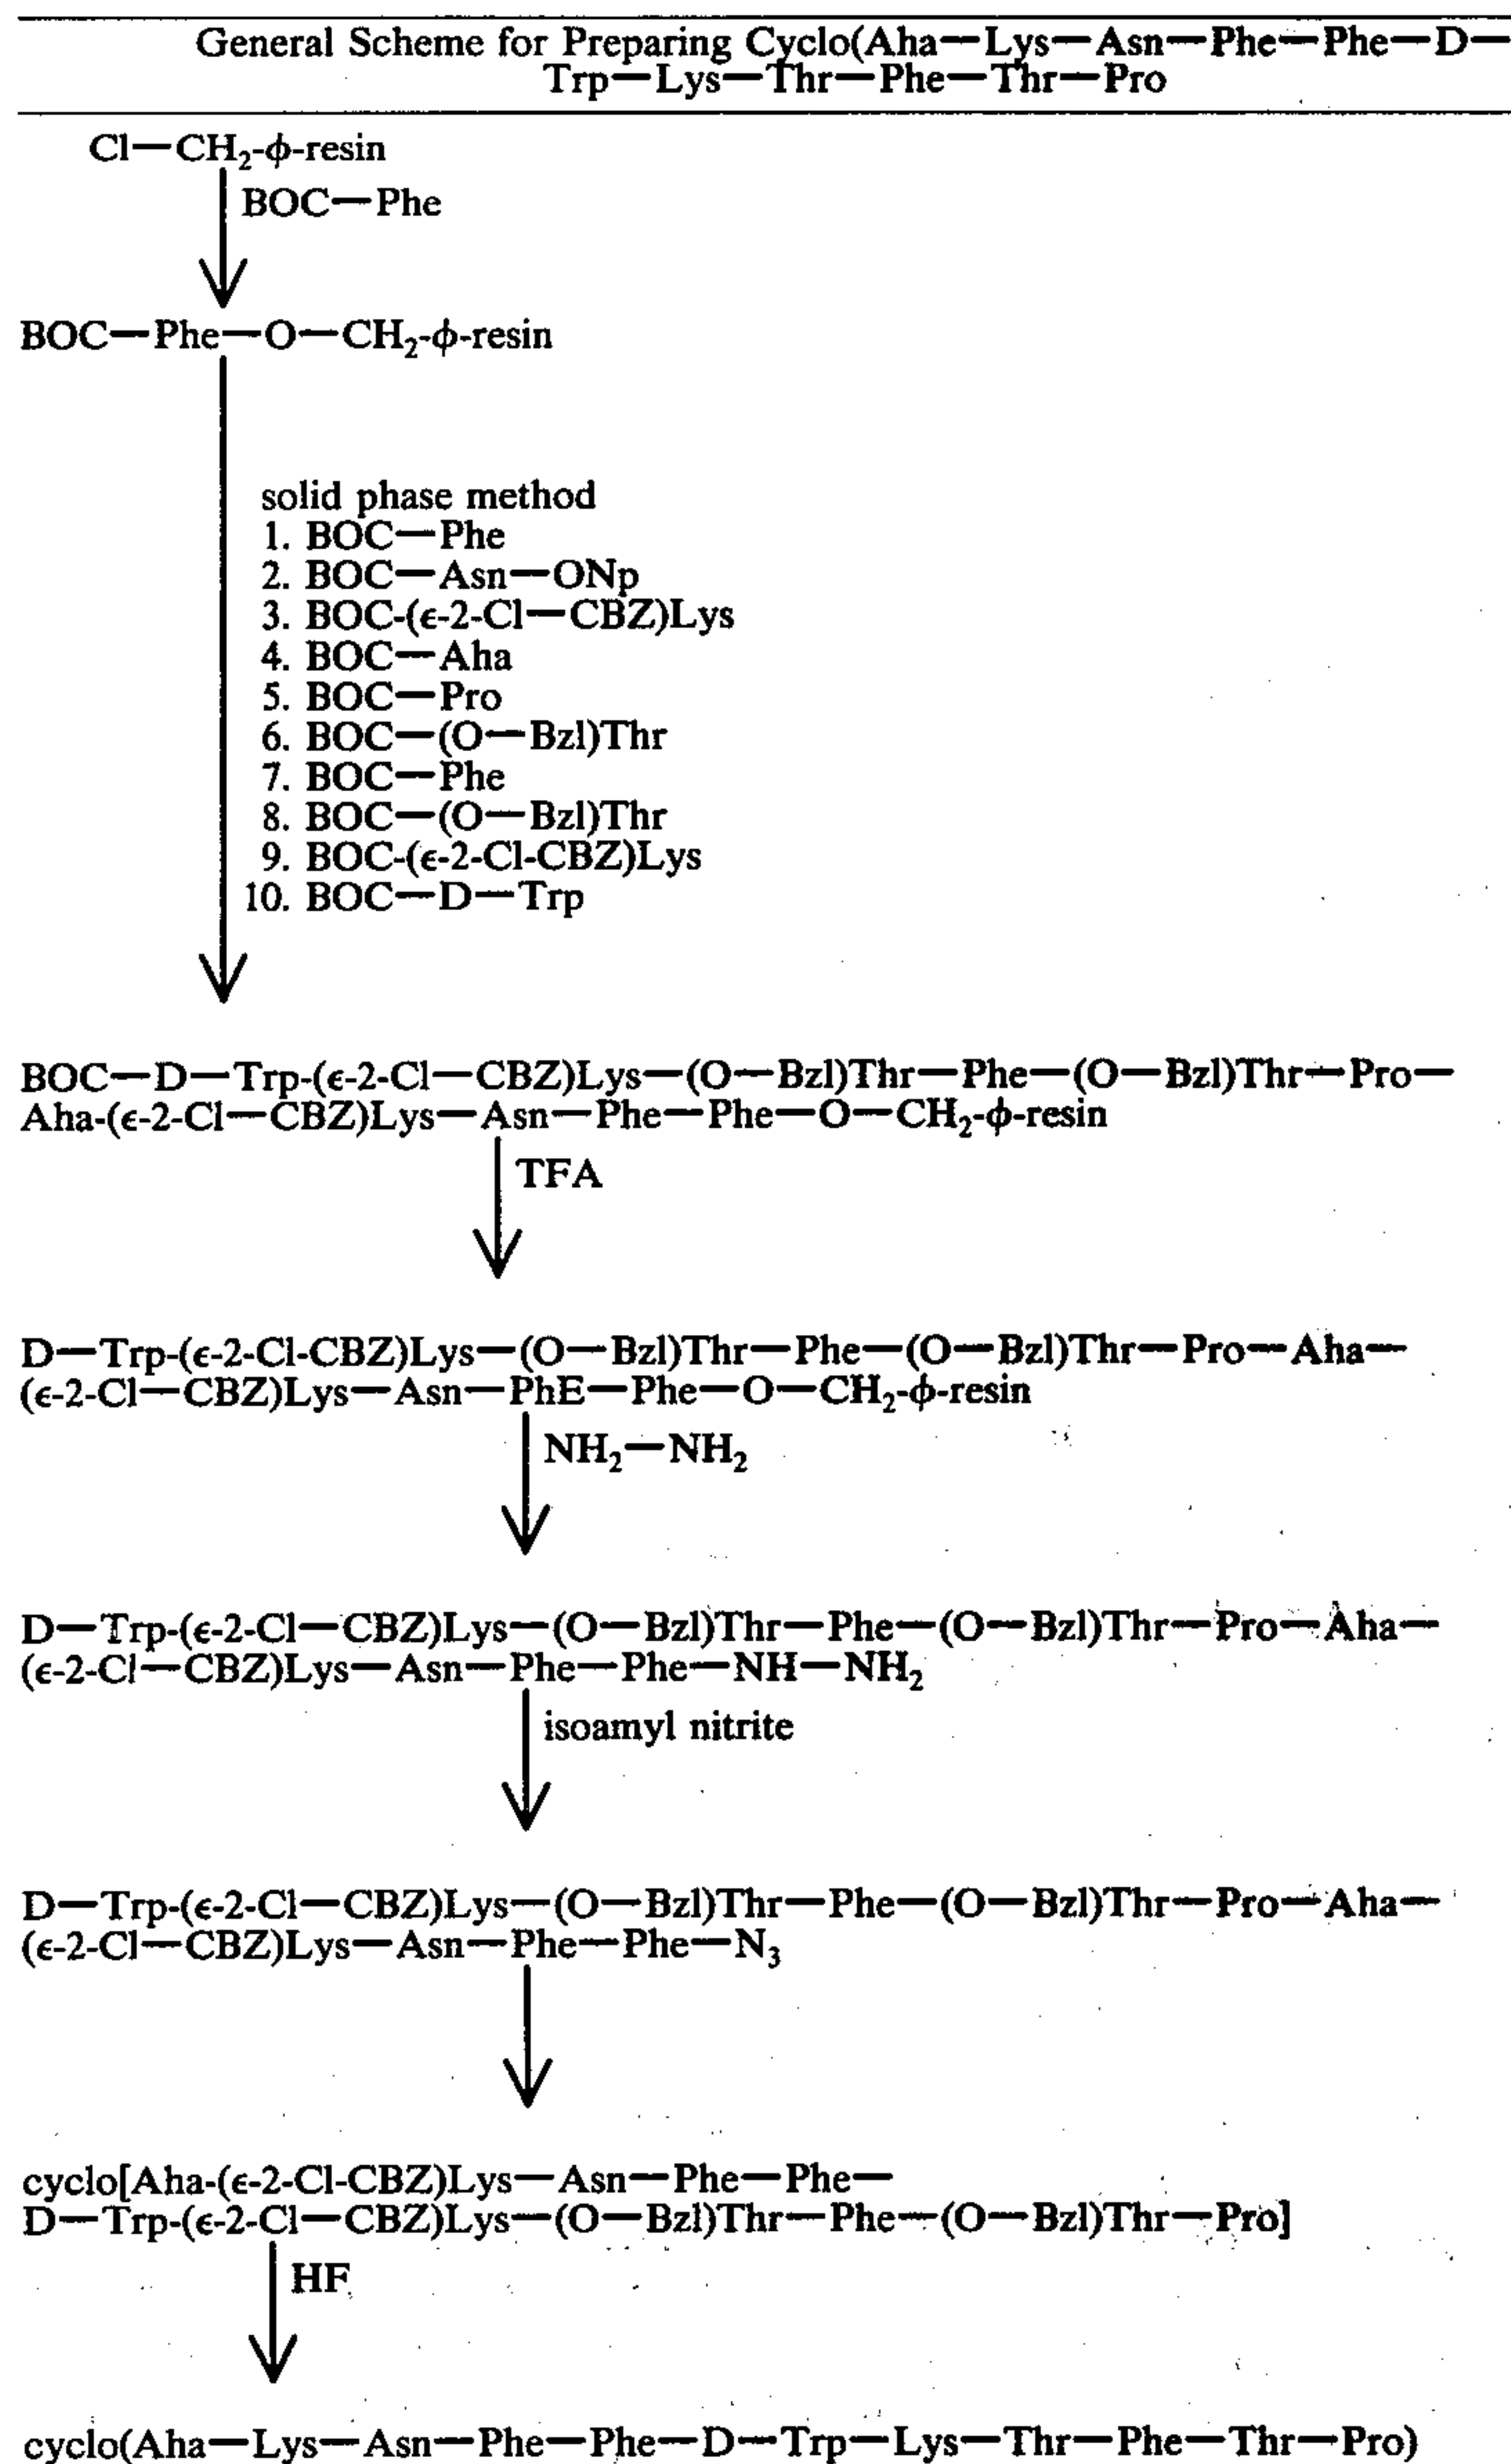 General Scheme for Preparing Cyclo(Aha—Lys—Asn—Phe—Phe—D—
Trp—Lys—Thr—Phe—Thr—Pro
Cl—CH₂-ϕ-resin
BOC—Phe
BOC—Phe—O—CH₂-ϕ-resin
solid phase method
1. BOC—Phe
2. BOC—Asn—ONp
3. BOC-(ϵ-2-Cl—CBZ)Lys
4. BOC—Aha
5. BOC—Pro
6. BOC—(O—Bzl)Thr
7. BOC—Phe
8. BOC—(O—Bzl)Thr
9. BOC-(ϵ-2-Cl-CBZ)Lys
10. BOC—D—Trp
BOC—D—Trp-(ϵ-2-Cl—CBZ)Lys—(O—Bzl)Thr—Phe—(O—Bzl)Thr—Pro—
Aha-(ϵ-2-Cl—CBZ)Lys—Asn—Phe—Phe—O—CH₂-ϕ-resin
TFA
D—Trp-(ϵ-2-Cl-CBZ)Lys—(O—Bzl)Thr—Phe—(O—Bzl)Thr—Pro—Aha—
(ϵ-2-Cl—CBZ)Lys—Asn—PhE—Phe—O—CH₂-ϕ-resin
NH₂—NH₂
D—Trp-(ϵ-2-Cl—CBZ)Lys—(O—Bzl)Thr—Phe—(O—Bzl)Thr—Pro—Aha—
(ϵ-2-Cl—CBZ)Lys—Asn—Phe—Phe—NH—NH₂
isoamyl nitrite
D—Trp-(ϵ-2-Cl—CBZ)Lys—(O—Bzl)Thr—Phe—(O—Bzl)Thr—Pro—Aha—
(ϵ-2-Cl—CBZ)Lys—Asn—Phe—Phe—N₃
cyclo[Aha-(ϵ-2-Cl-CBZ)Lys—Asn—Phe—Phe—
D—Trp-(ϵ-2-Cl—CBZ)Lys—(O—Bzl)Thr—Phe—(O—Bzl)Thr—Pro]
HF
cyclo(Aha—Lys—Asn—Phe—Phe—D—Trp—Lys—Thr—Phe—Thr—Pro)